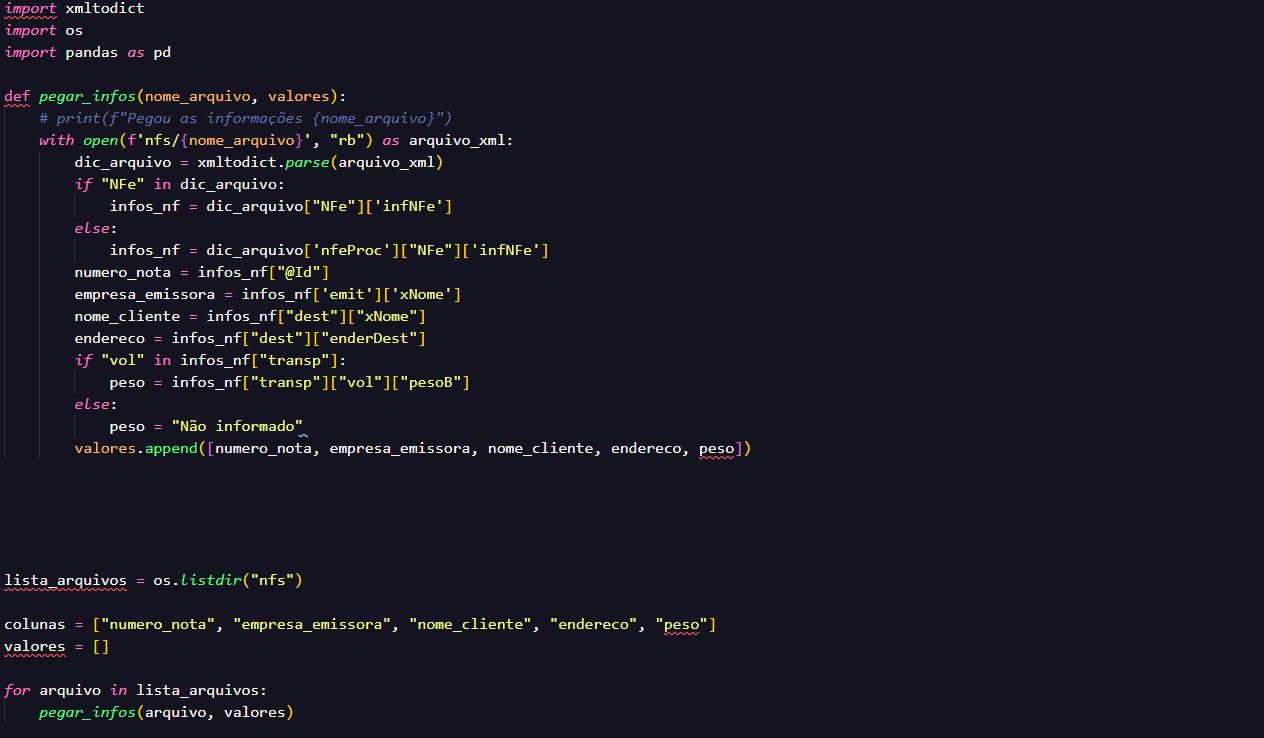 import xmltodict
import os
import pandas as pd
def pegar_infos(nome_arquivo, valores):
# print(f"Pegou as informações {nome_arquivo}")
with open(f'nfs/{nome_arquivo}', "rb") as arquivo_xml:
dic_arquivo = xmltodict.parse(arquivo_xml)
if "NFe" in dic_arquivo:
infos_nf = dic_arquivo["NFe"]['infNFe']
else:
infos_nf = dic_arquivo['nfeProc']["NFe"]['infNFe']
numero_nota = infos_nf["@Id"]
empresa_emissora = infos_nf['emit']['xNome']
nome_cliente = infos_nf["dest"]["xNome"]
endereco = infos_nf["dest"]["enderDest"]
if "vol" in infos_nf["transp"]:
peso = infos_nf["transp"]["vol"]["pesoB"]
else:
peso = "Não informado"
valores.append([numero_nota, empresa_emissora, nome_cliente, endereco, peso])
lista_arquivos = os.listdir("nfs")
colunas = ["numero_nota", "empresa_emissora", "nome_cliente", "endereco", "peso"]
valores = []
for arquivo in lista_arquivos:
pegar_infos(arquivo, valores)